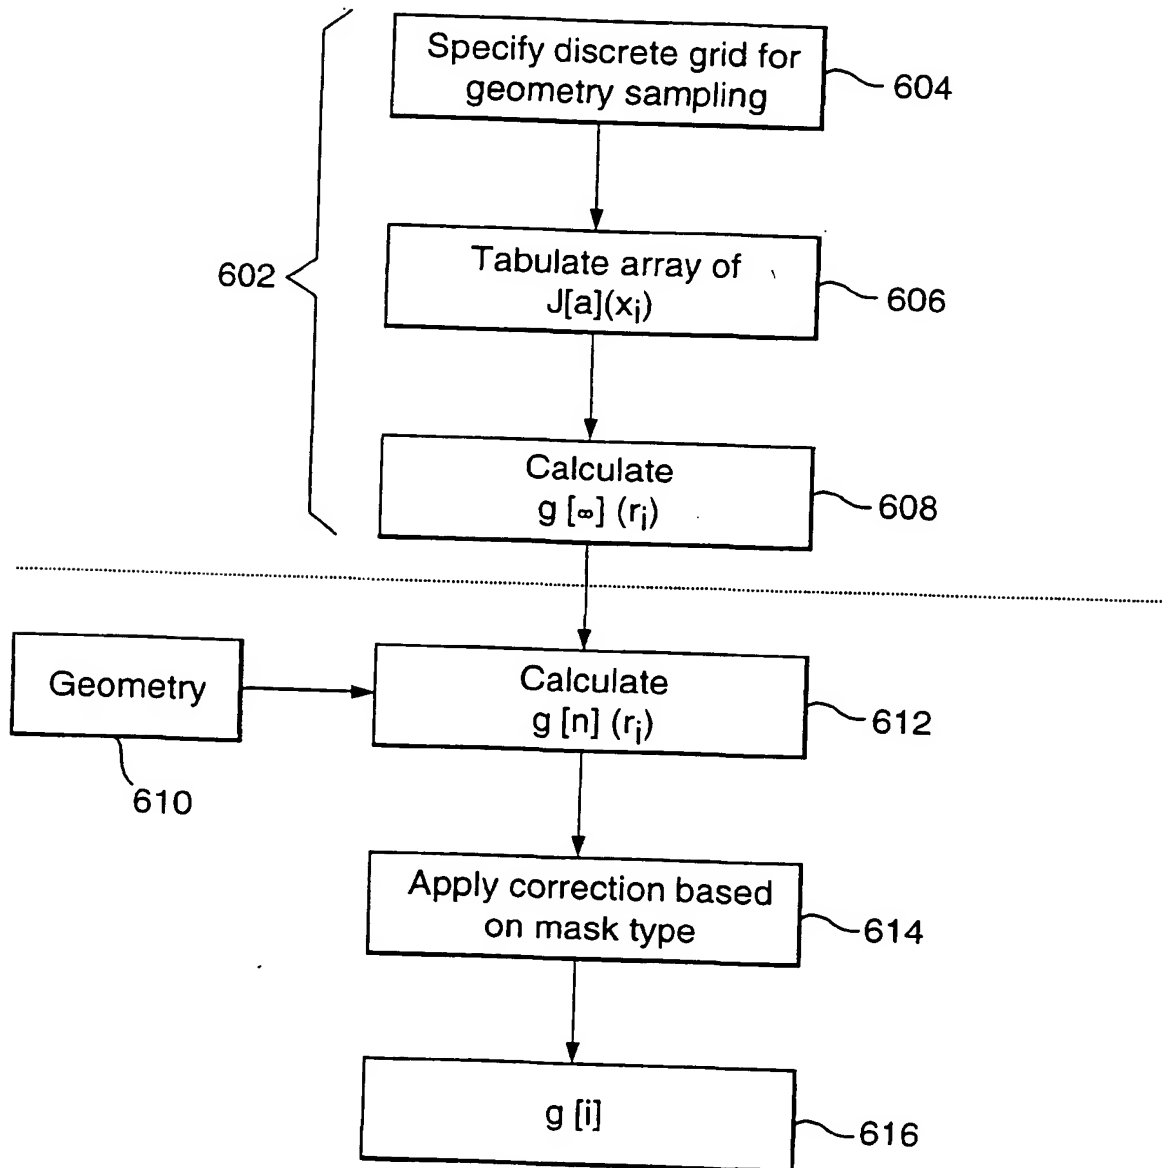 Specify discrete grid for
geometry sampling
604
602
Tabulate array of
J[a](xi)
606
Calculate
g [∞] (ri)
608
Geometry
610
Calculate
g [n] (ri)
612
Apply correction based
on mask type
614
g [i]
616